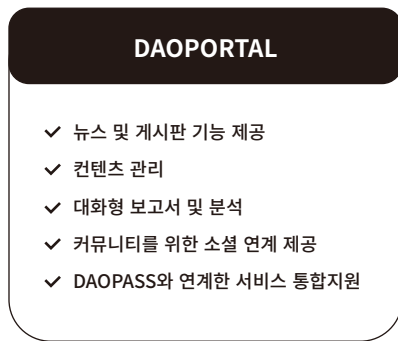 DAOPORTAL
뉴스 및 게시판 기능 제공
컨텐츠 관리
대화형 보고서 및 분석
커뮤니티를 위한 소셜 연계 제공
DAOPASS와 연계한 서비스 통합지원